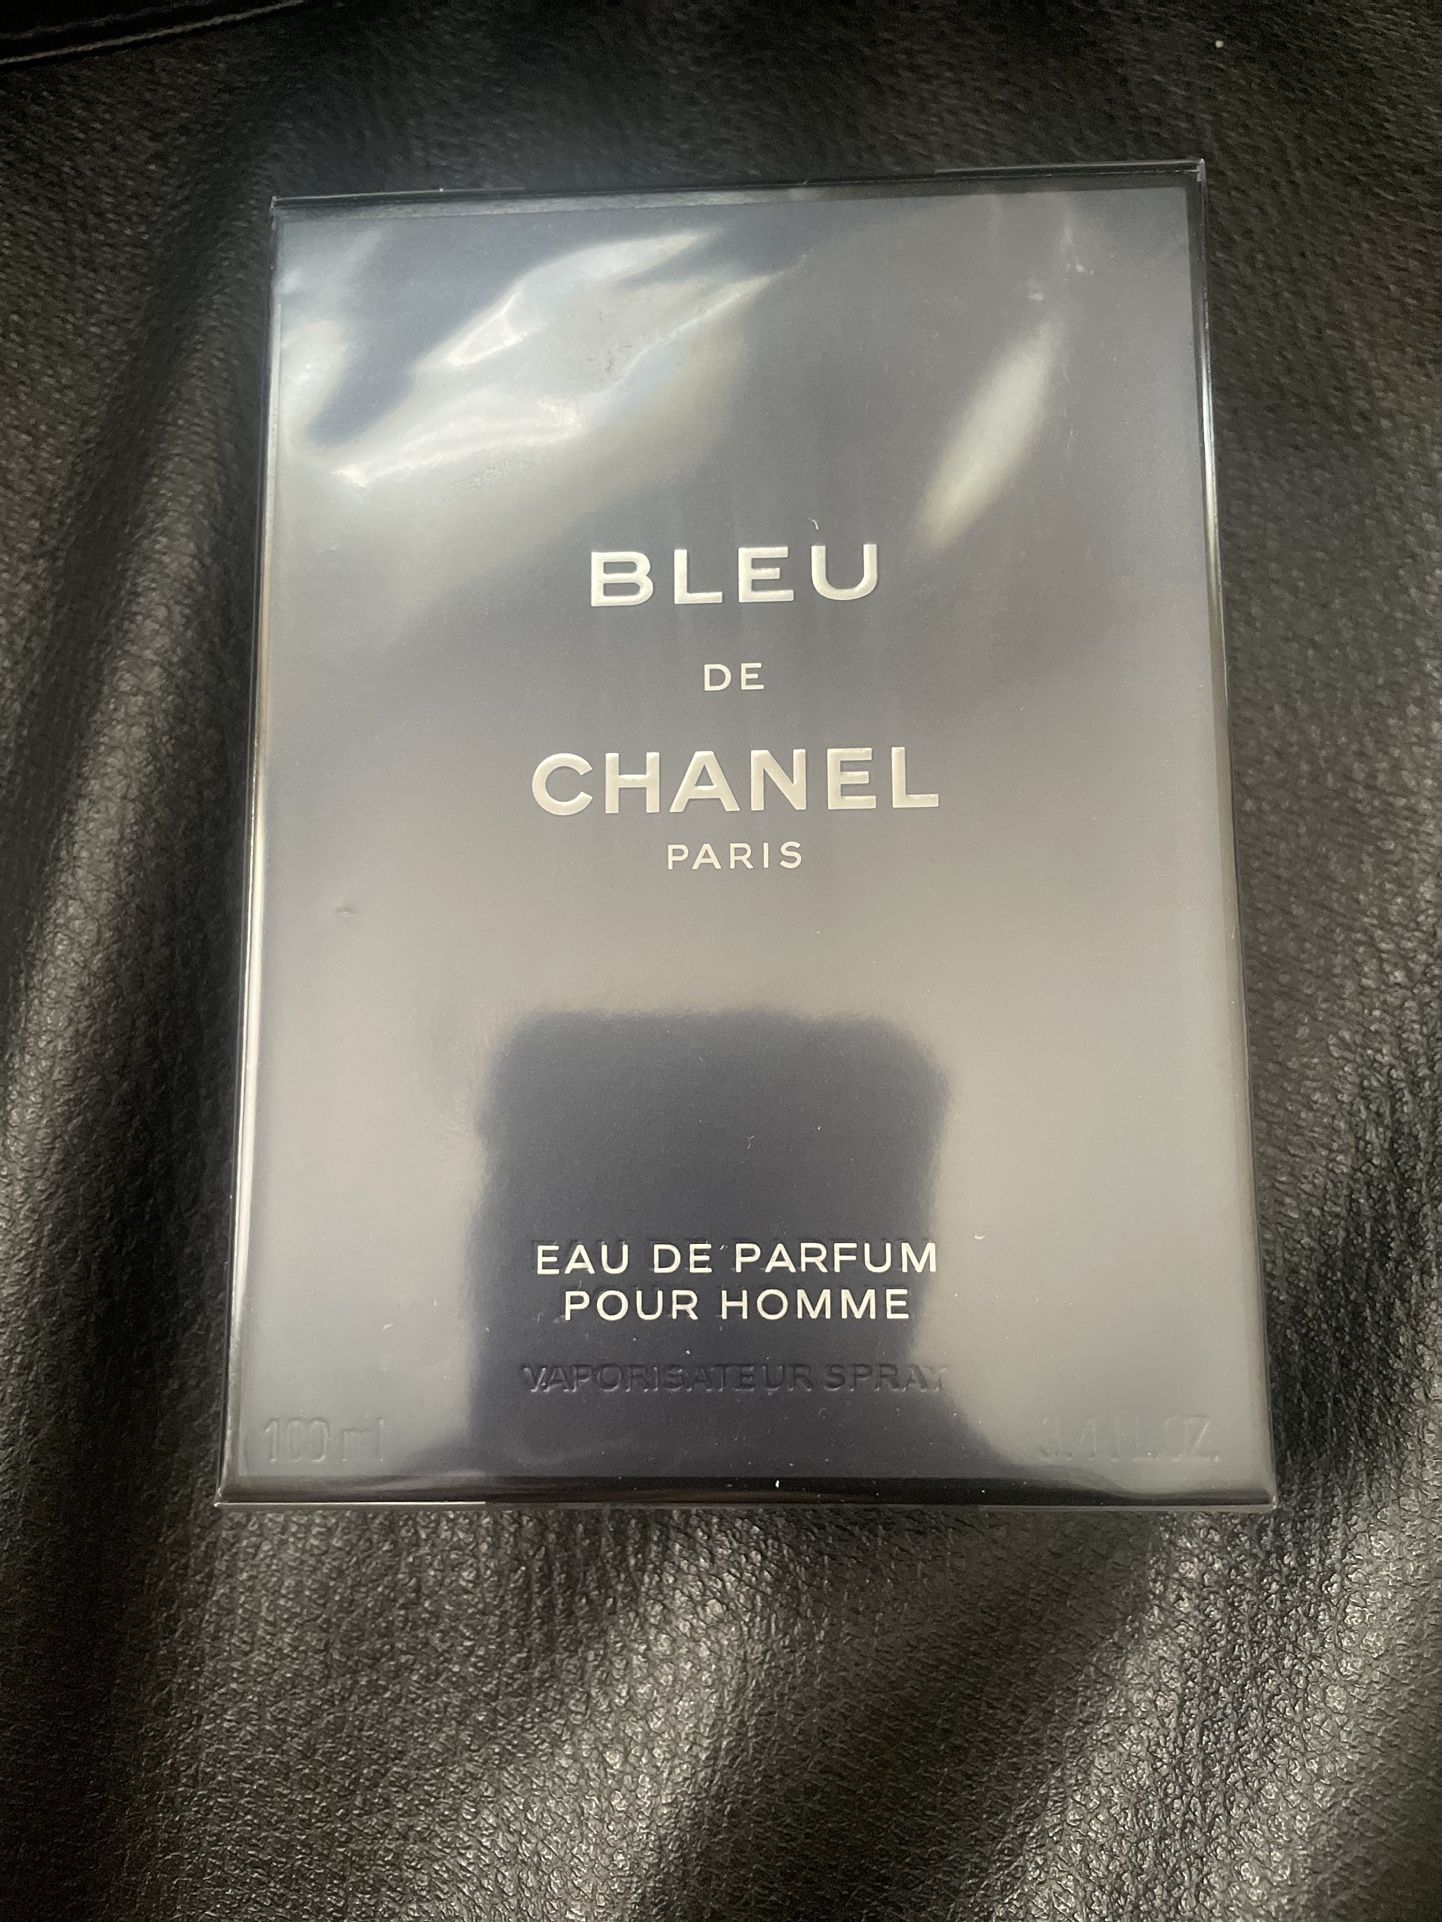 BLEU
DE
CHANEL
PARIS
EAU DE PARFUM
POUR HOMME
VAPORISATEUR SPRAY
100 ml 3.4 FL.OZ.